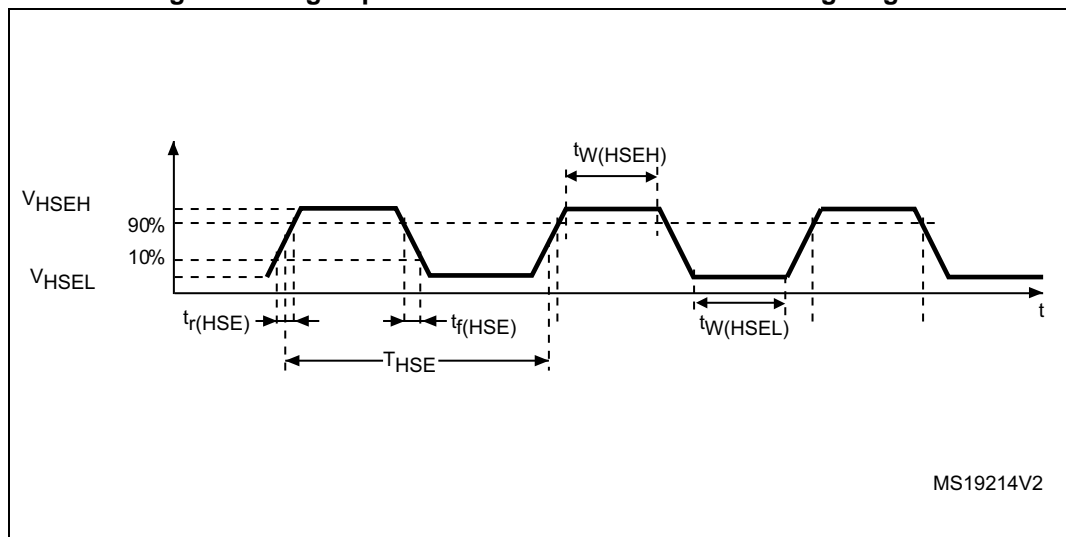 tW(HSEH)
VHSEH
90%
10%
VHSEL
tr(HSE)
tf(HSE)
tW(HSEL)
t
THSE
MS19214V2